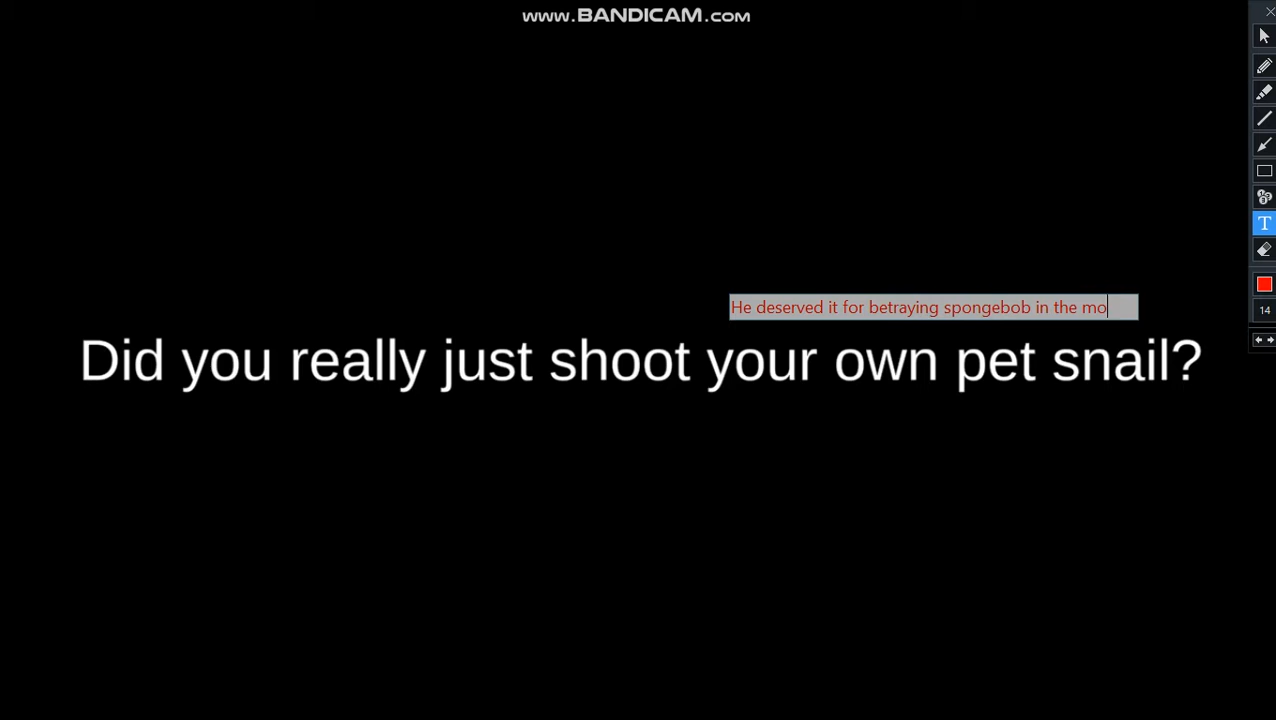 www.BANDICAM.com
He deserved it for betraying spongebob in the mo
Did you really just shoot your own pet snail?
T
14